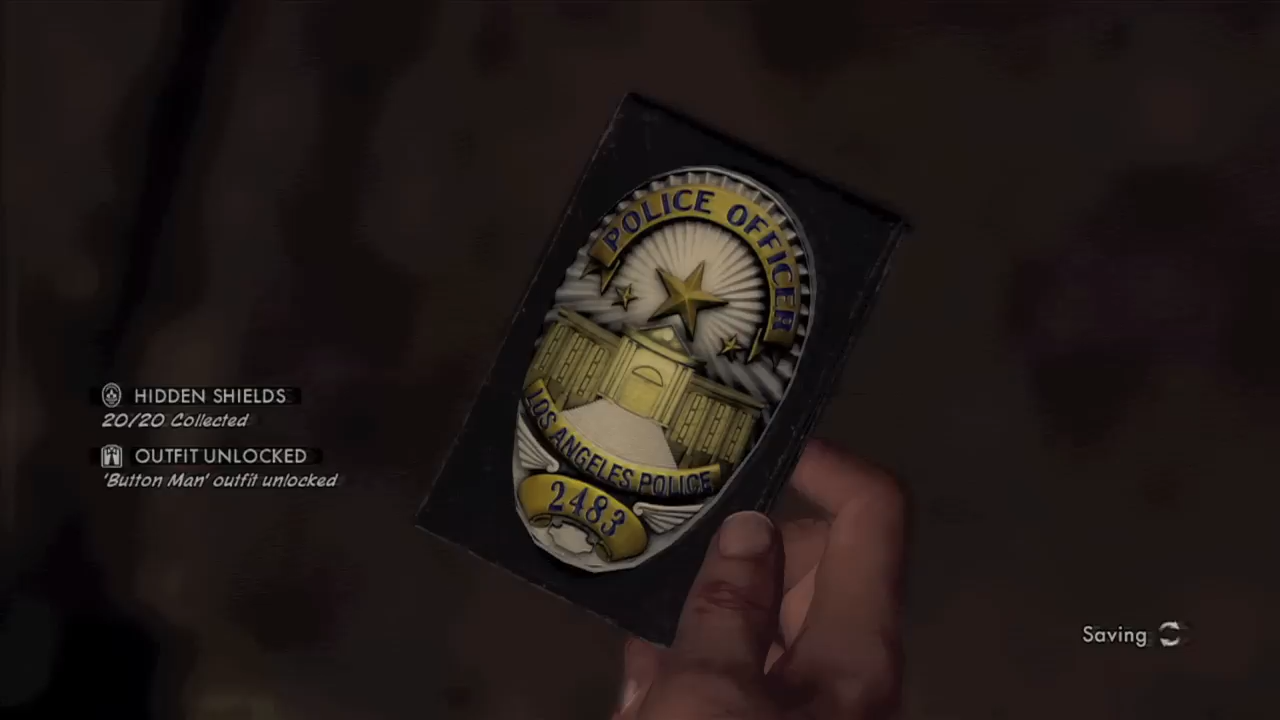 POLICE OFFICER
LOS ANGELES POLICE
2483
HIDDEN SHIELDS
20/20 Collected
OUTFIT UNLOCKED
'Button Man' outfit unlocked
Saving